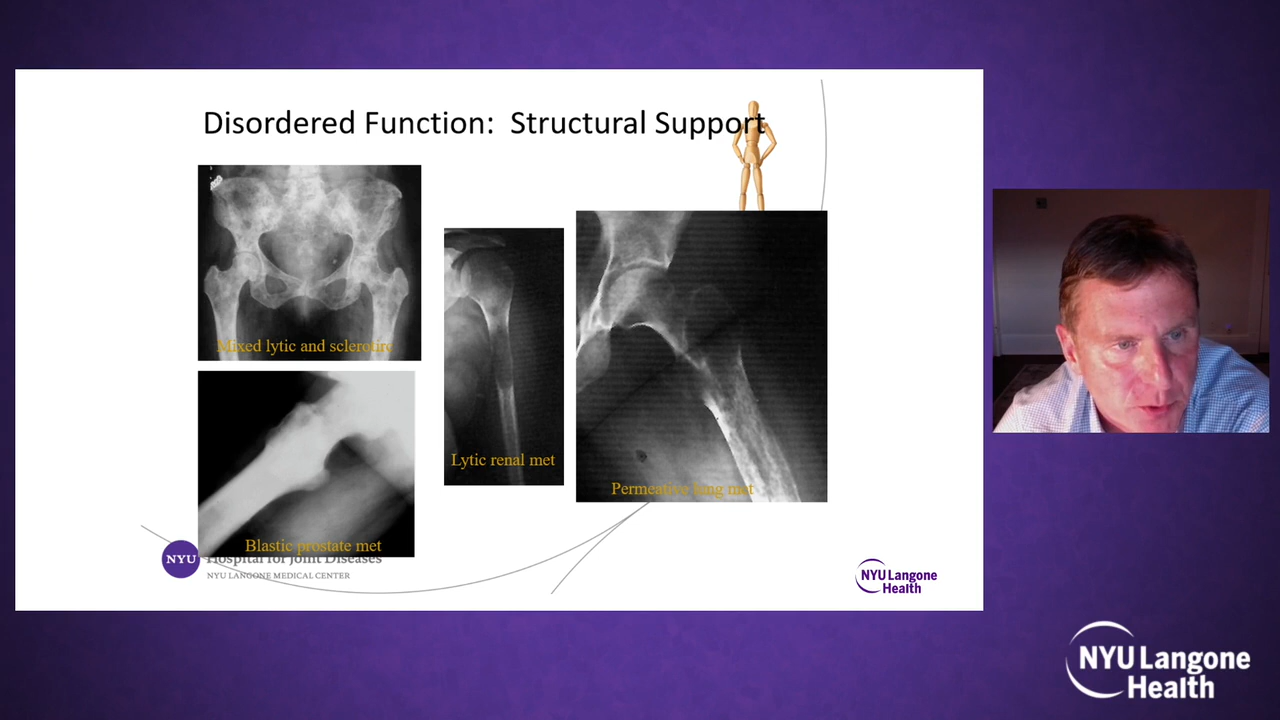 Disordered Function: Structural Support
Mixed lytic and sclerotic
Lytic renal met
Permeative lung met
Blastic prostate met
NYU Hospital for Joint Diseases
NYU LANGONE MEDICAL CENTER
NYU Langone
Health
NYU Langone
Health